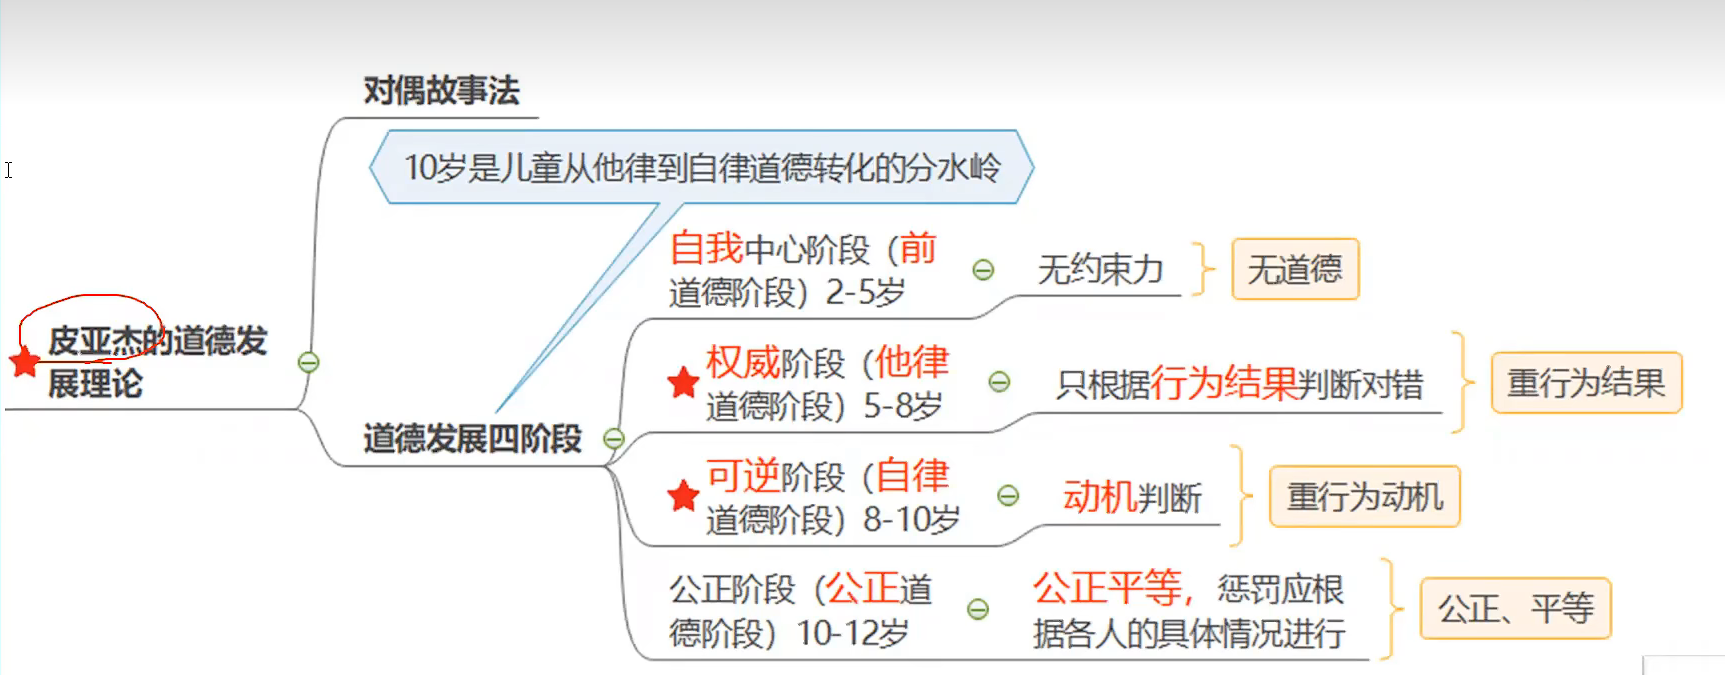 对偶故事法
10岁是儿童从他律到自律道德转化的分水岭
皮亚杰的道德发
展理论
道德发展四阶段
自我中心阶段（前
道德阶段）2-5岁
无约束力
无道德
权威阶段（他律
道德阶段）5-8岁
只根据行为结果判断对错
重行为结果
可逆阶段（自律
道德阶段）8-10岁
动机判断
重行为动机
公正阶段（公正道
德阶段）10-12岁
公正平等，惩罚应根
据各人的具体情况进行
公正、平等